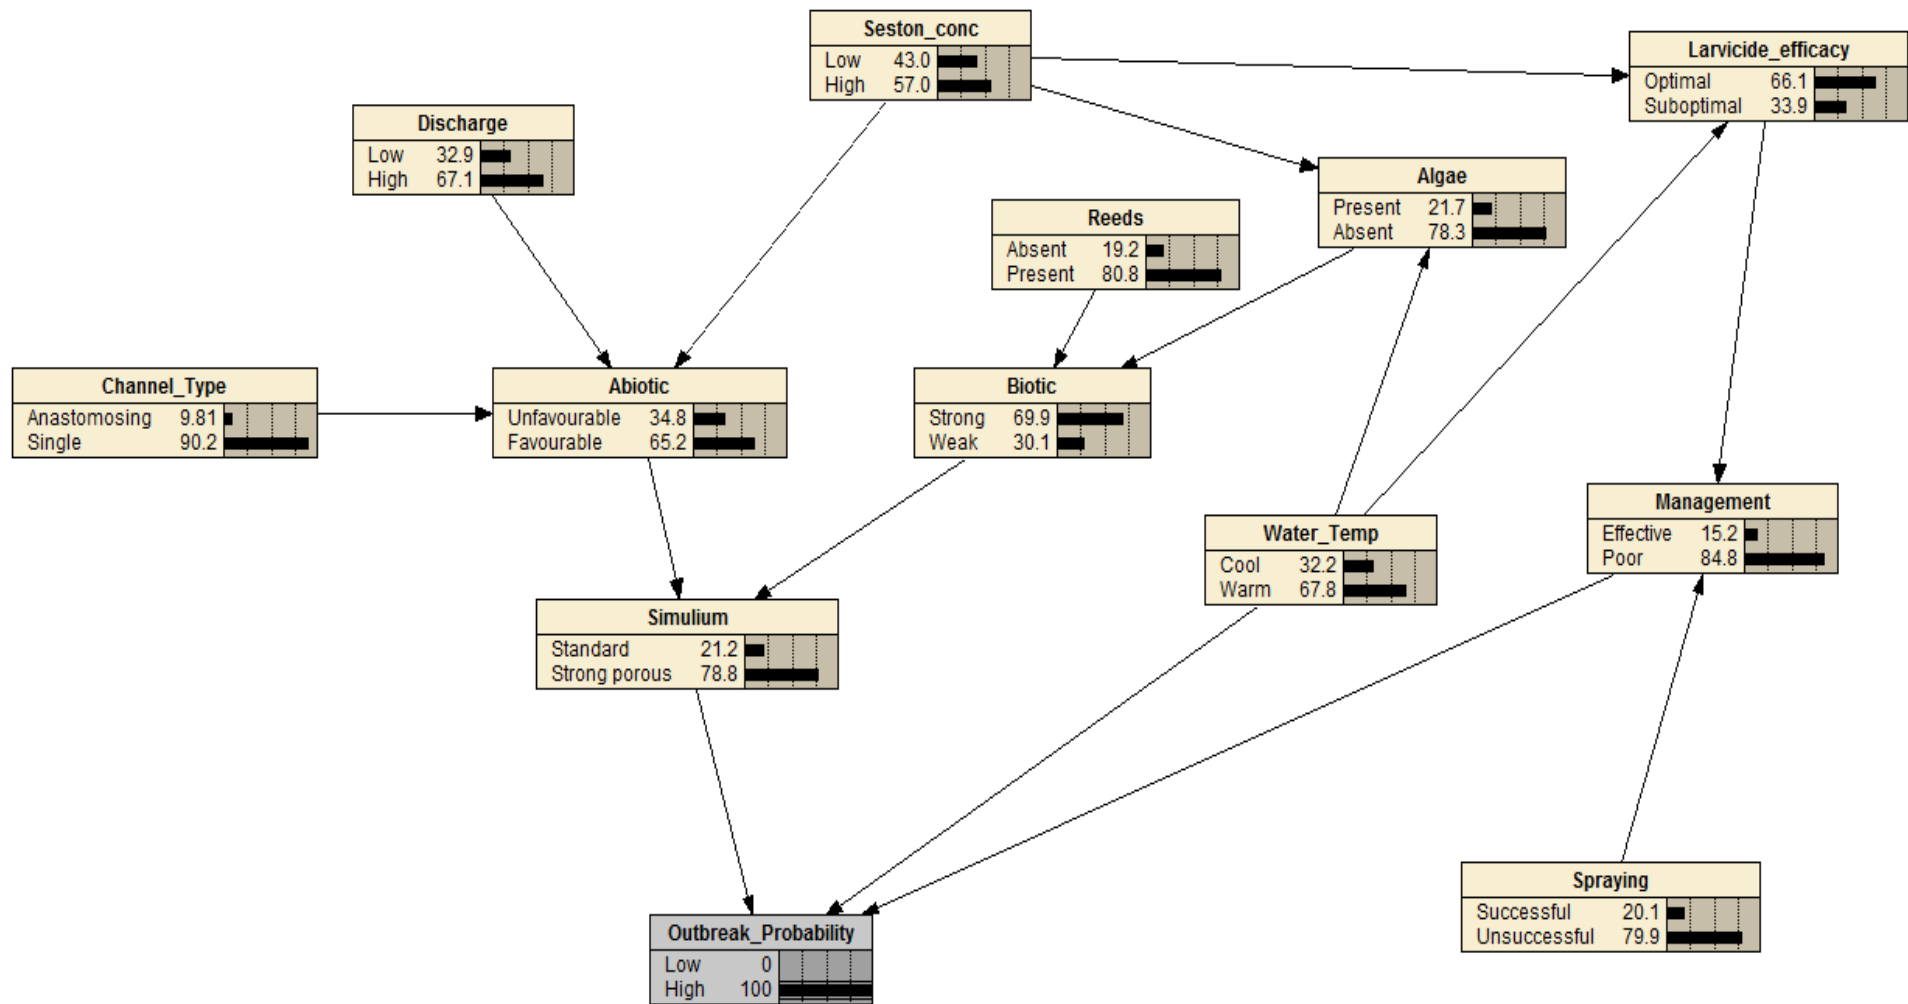 Seston_conc
Low 43.0
High 57.0
Larvicide_efficacy
Optimal 66.1
Suboptimal 33.9
Discharge
Low 32.9
High 67.1
Algae
Present 21.7
Absent 78.3
Reeds
Absent 19.2
Present 80.8
Channel_Type
Anastomosing 9.81
Single 90.2
Abiotic
Unfavourable 34.8
Favourable 65.2
Biotic
Strong 69.9
Weak 30.1
Management
Effective 15.2
Poor 84.8
Water_Temp
Cool 32.2
Warm 67.8
Simulium
Standard 21.2
Strong porous 78.8
Spraying
Successful 20.1
Unsuccessful 79.9
Outbreak_Probability
Low 0
High 100